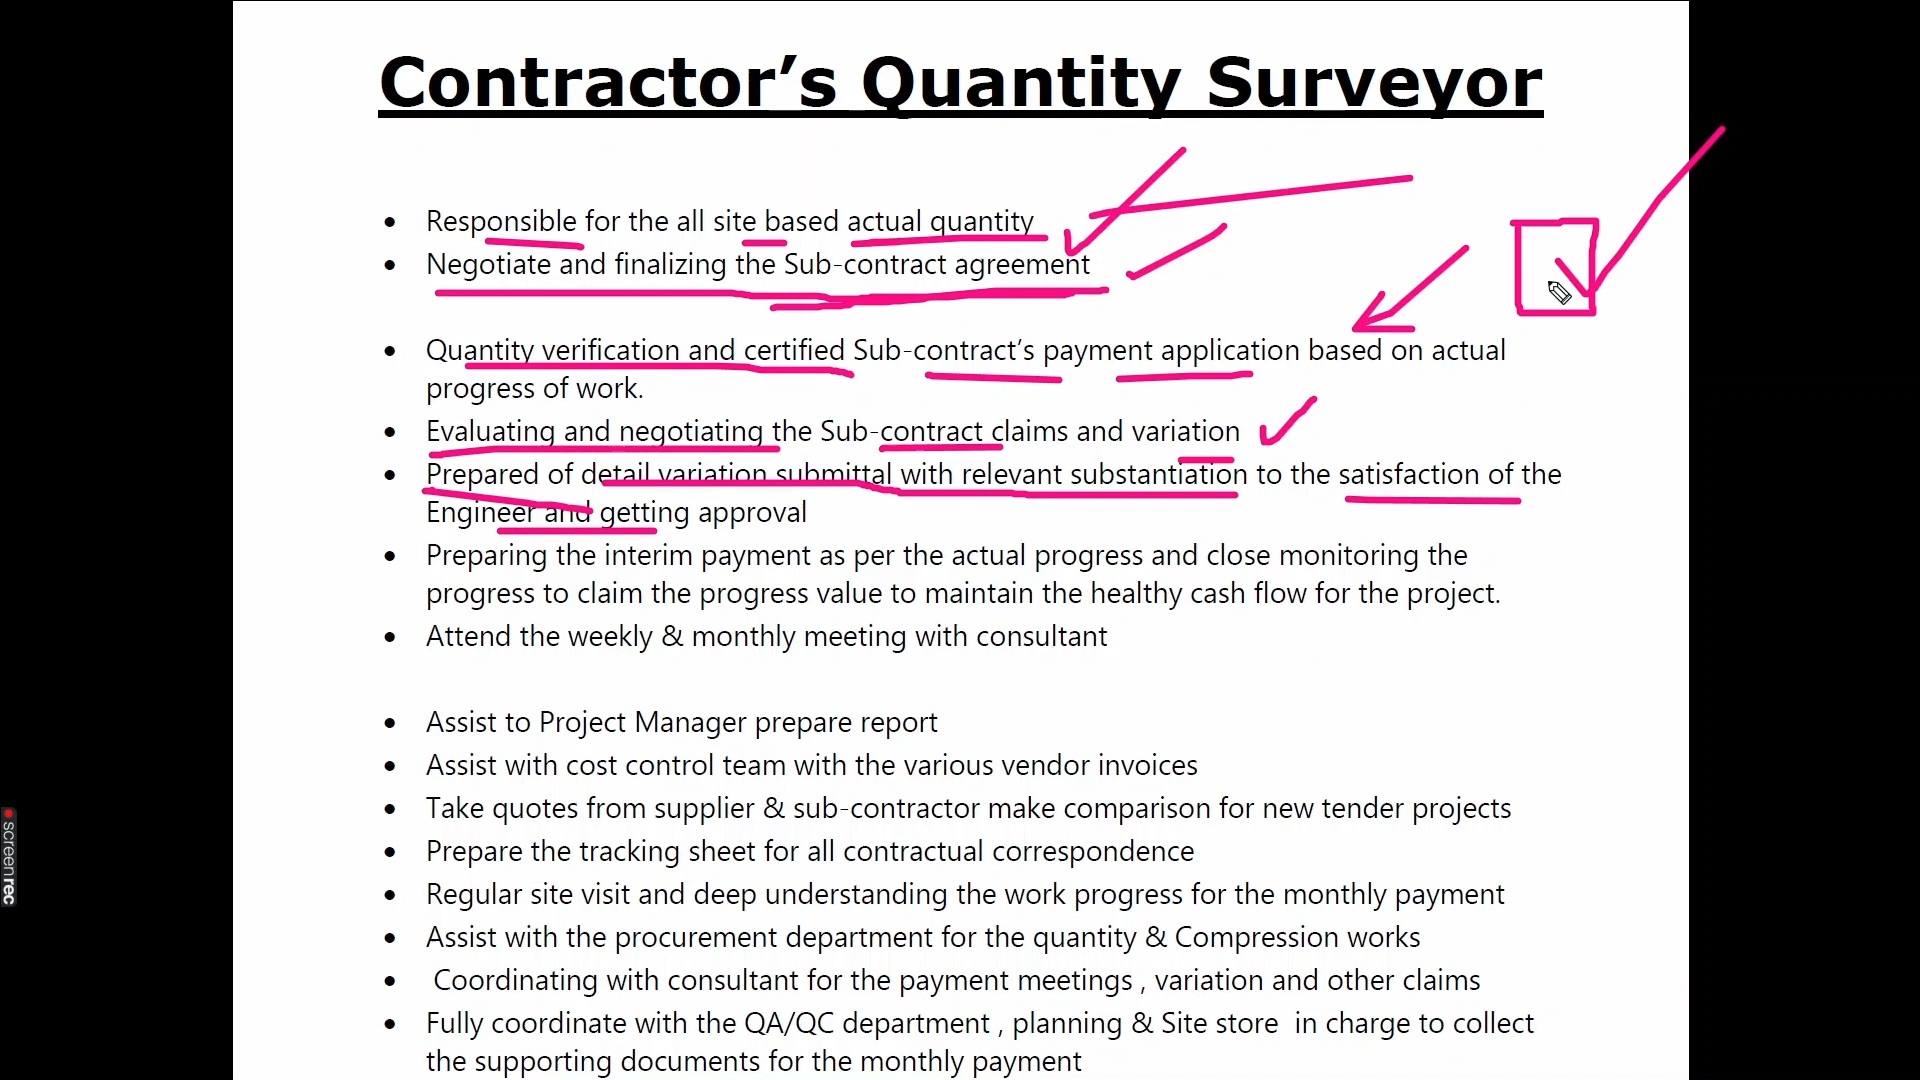 Contractor’s Quantity Surveyor
• Responsible for the all site based actual quantity
• Negotiate and finalizing the Sub-contract agreement
• Quantity verification and certified Sub-contract’s payment application based on actual
progress of work.
• Evaluating and negotiating the Sub-contract claims and variation
• Prepared of detail variation submittal with relevant substantiation to the satisfaction of the
Engineer and getting approval
• Preparing the interim payment as per the actual progress and close monitoring the
progress to claim the progress value to maintain the healthy cash flow for the project.
• Attend the weekly & monthly meeting with consultant
• Assist to Project Manager prepare report
• Assist with cost control team with the various vendor invoices
• Take quotes from supplier & sub-contractor make comparison for new tender projects
• Prepare the tracking sheet for all contractual correspondence
• Regular site visit and deep understanding the work progress for the monthly payment
• Assist with the procurement department for the quantity & Compression works
• Coordinating with consultant for the payment meetings , variation and other claims
• Fully coordinate with the QA/QC department , planning & Site store in charge to collect
the supporting documents for the monthly payment
screenrec